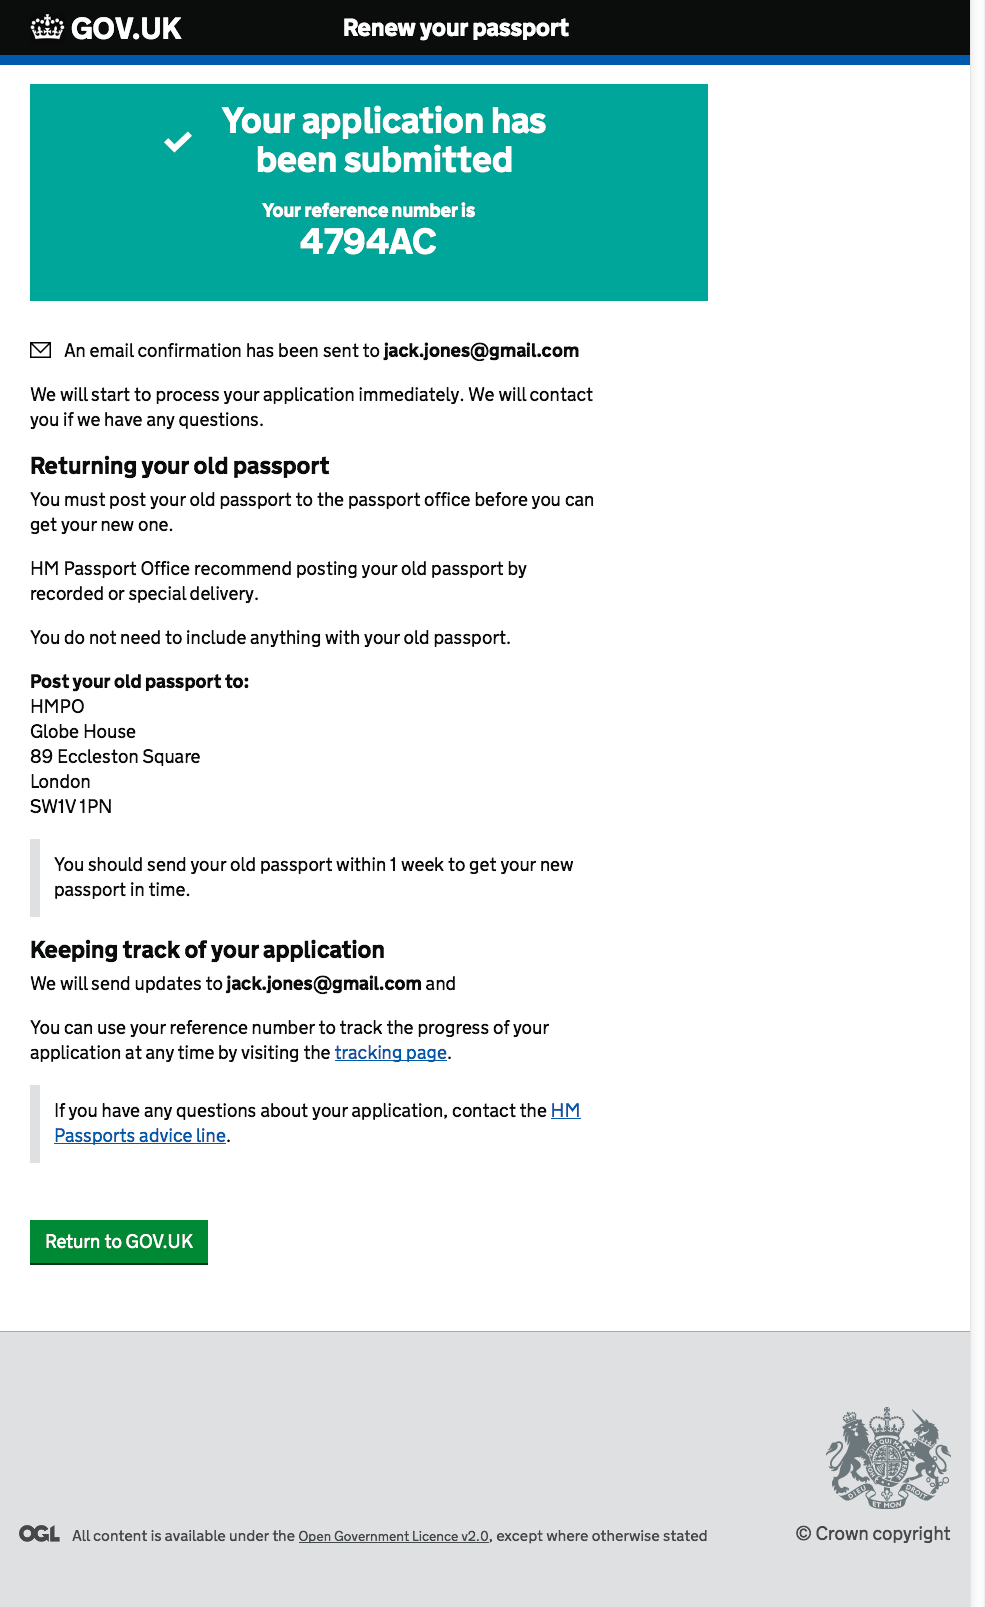 GOV.UK
Renew your passport
Your application has
been submitted
Your reference number is
4794AC
An email confirmation has been sent to jack.jones@gmail.com
We will start to process your application immediately. We will contact
you if we have any questions.
Returning your old passport
You must post your old passport to the passport office before you can
get your new one.
HM Passport Office recommend posting your old passport by
recorded or special delivery.
You do not need to include anything with your old passport.
Post your old passport to:
HMPO
Globe House
89 Eccleston Square
London
SW1V 1PN
You should send your old passport within 1 week to get your new
passport in time.
Keeping track of your application
We will send updates to jack.jones@gmail.com and
You can use your reference number to track the progress of your
application at any time by visiting the tracking page.
If you have any questions about your application, contact the HM
Passports advice line.
Return to GOV.UK
DIEU ET MON DROIT
OGL All content is available under the Open Government Licence v2.0, except where otherwise stated
© Crown copyright